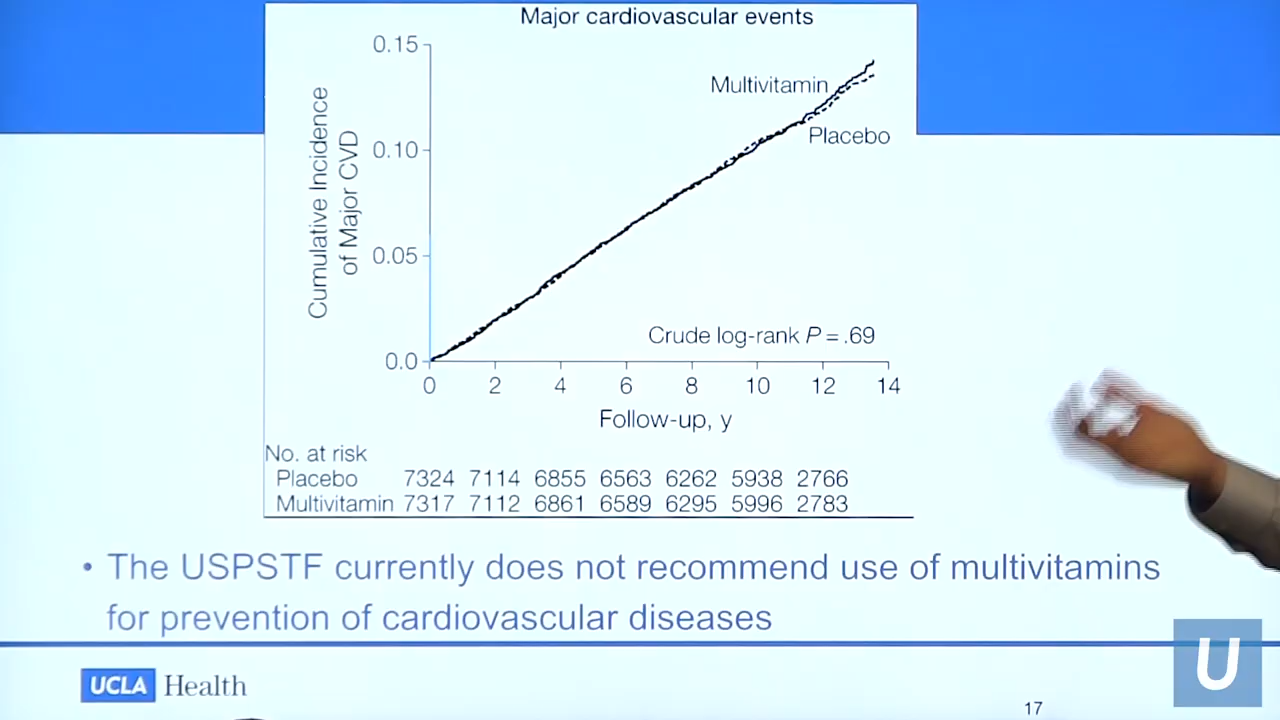 Major cardiovascular events
0.15
0.10
0.05
0.0
Cumulative Incidence
of Major CVD
Multivitamin
Placebo
Crude log-rank P = .69
0 2 4 6 8 10 12 14
Follow-up, y
No. at risk
Placebo 7324 7114 6855 6563 6262 5938 2766
Multivitamin 7317 7112 6861 6589 6295 5996 2783
• The USPSTF currently does not recommend use of multivitamins
for prevention of cardiovascular diseases
UCLA Health
17
U